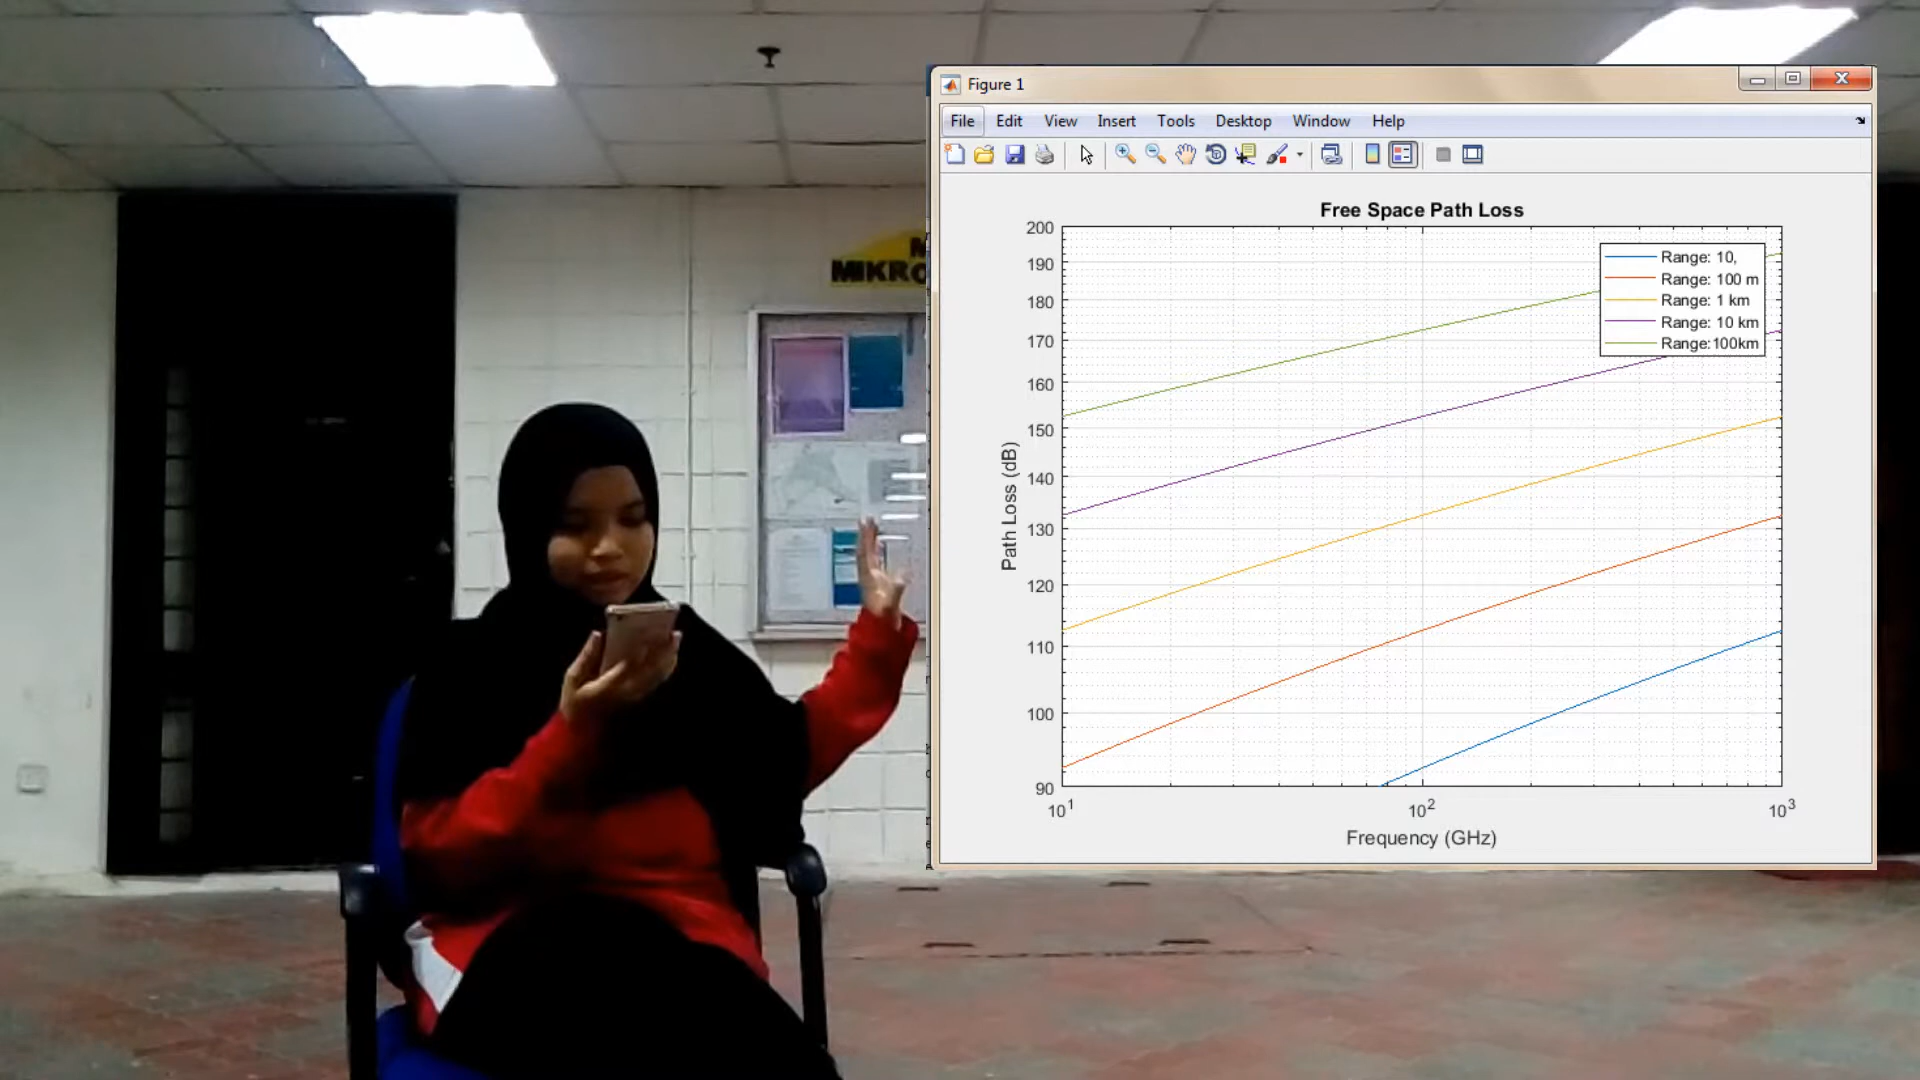 M
MIKRO
Figure 1
File Edit View Insert Tools Desktop Window Help
Free Space Path Loss
200
190
180
170
160
150
140
130
120
110
100
90
Path Loss (dB)
Range: 10,
Range: 100 m
Range: 1 km
Range: 10 km
Range:100km
10^1 10^2 10^3
Frequency (GHz)